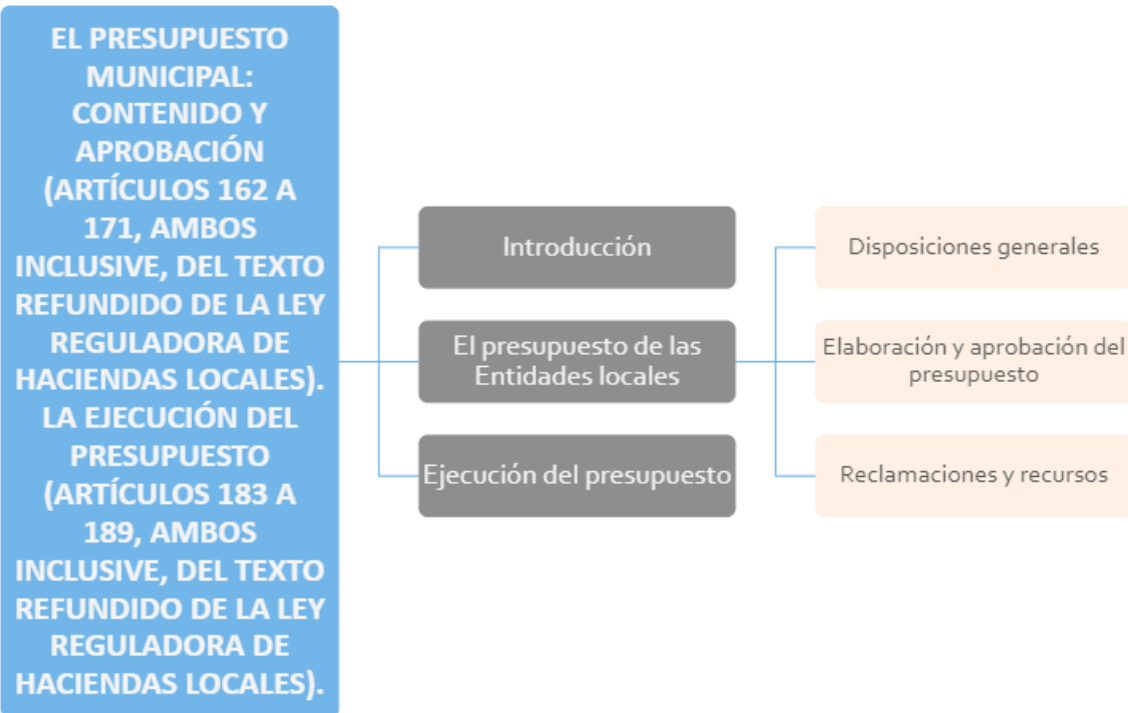 EL PRESUPUESTO
MUNICIPAL:
CONTENIDO Y
APROBACIÓN
(ARTÍCULOS 162 A
171, AMBOS
INCLUSIVE, DEL TEXTO
REFUNDIDO DE LA LEY
REGULADORA DE
HACIENDAS LOCALES).
LA EJECUCIÓN DEL
PRESUPUESTO
(ARTÍCULOS 183 A
189, AMBOS
INCLUSIVE, DEL TEXTO
REFUNDIDO DE LA LEY
REGULADORA DE
HACIENDAS LOCALES).
Introducción
El presupuesto de las
Entidades locales
Ejecución del presupuesto
Disposiciones generales
Elaboración y aprobación del
presupuesto
Reclamaciones y recursos